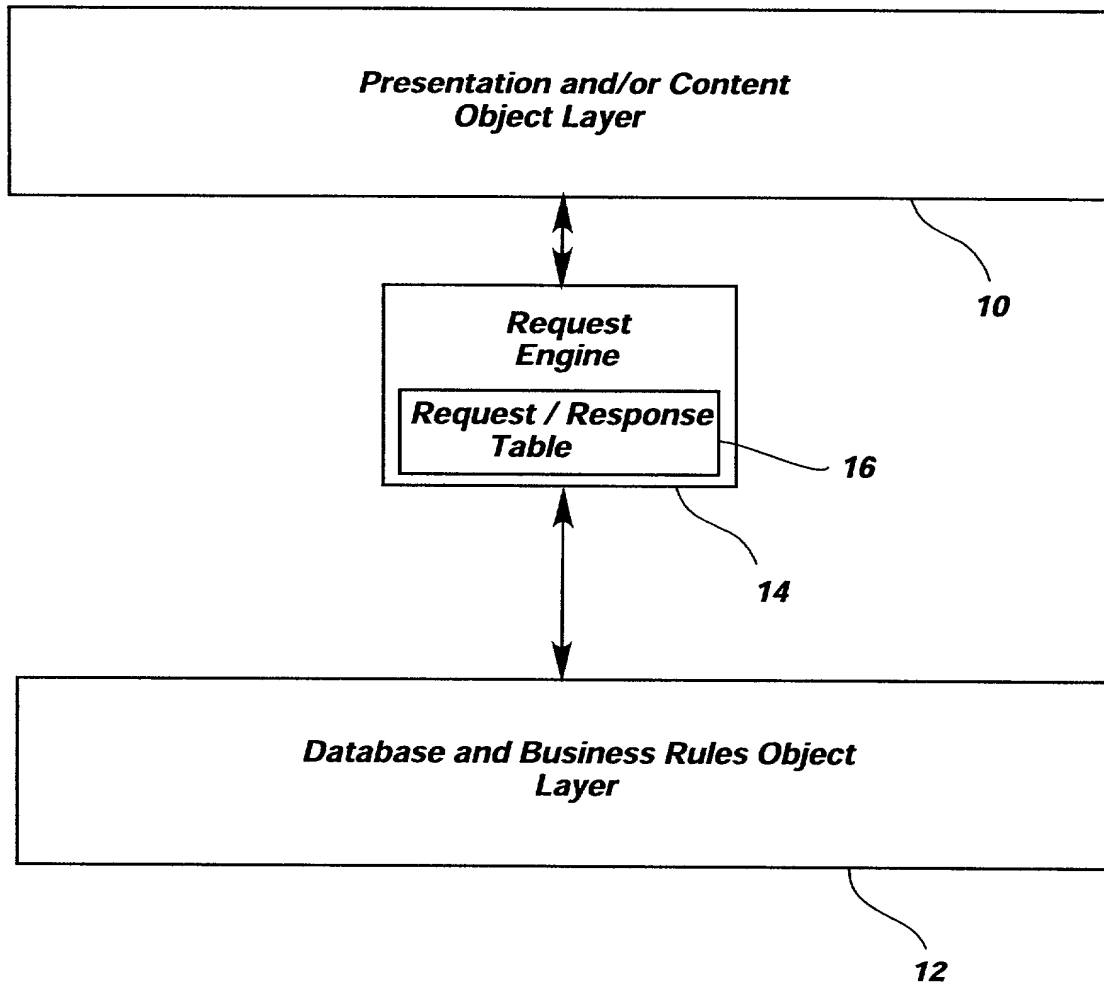 Presentation and/or Content
Object Layer
10
Request
Engine
Request / Response
Table
16
14
Database and Business Rules Object
Layer
12